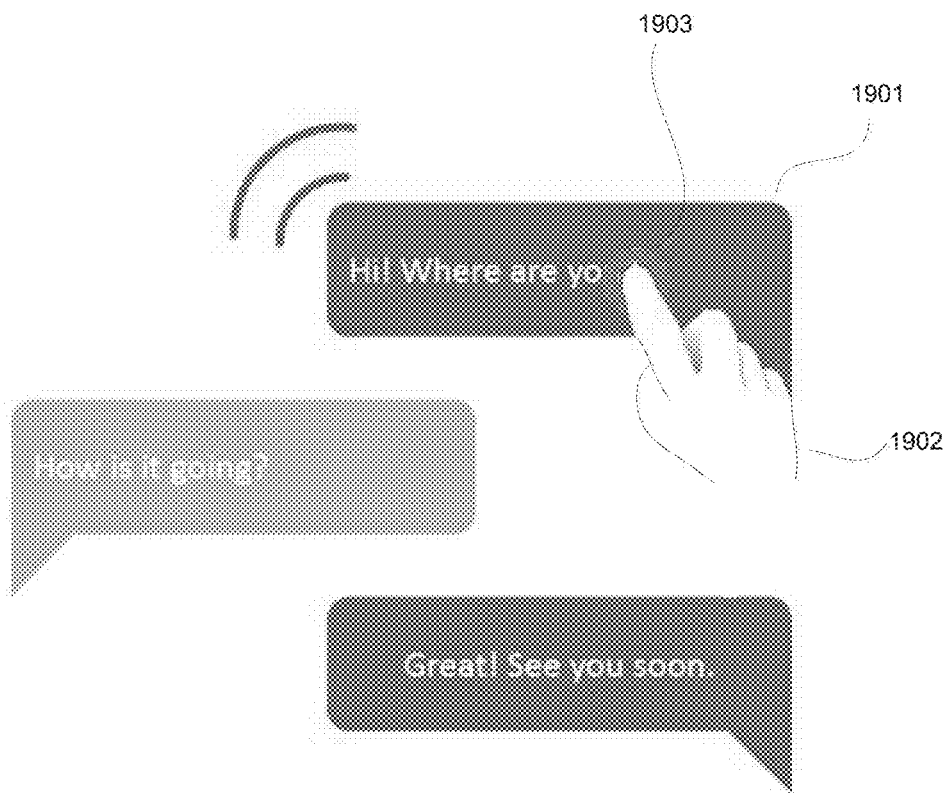 1903
1901
Hi! Where are yo
1902
How is it going?
Great! See you soon.